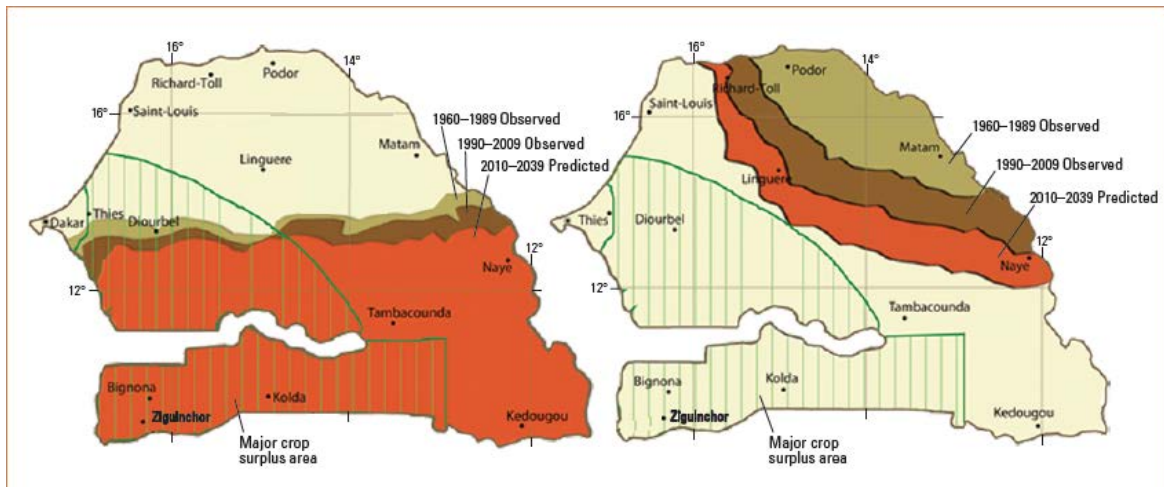 16°
14°
Podor
Richard-Toll
16°
Saint-Louis
1960–1989 Observed
Matam
1990–2009 Observed
Linguere
2010–2039 Predicted
Thies
Diourbel
Dakar
12°
Naye
12°
Tambacounda
Bignona
Kolda
Ziguinchor
Kedougou
Major crop
surplus area
16°
14°
Podor
Richard-Toll
Saint-Louis
16°
1960–1989 Observed
Matam
1990–2009 Observed
Linguere
2010–2039 Predicted
Thies
Diourbel
12°
Naye
12°
Tambacounda
Bignona
Kolda
Ziguinchor
Kedougou
Major crop
surplus area